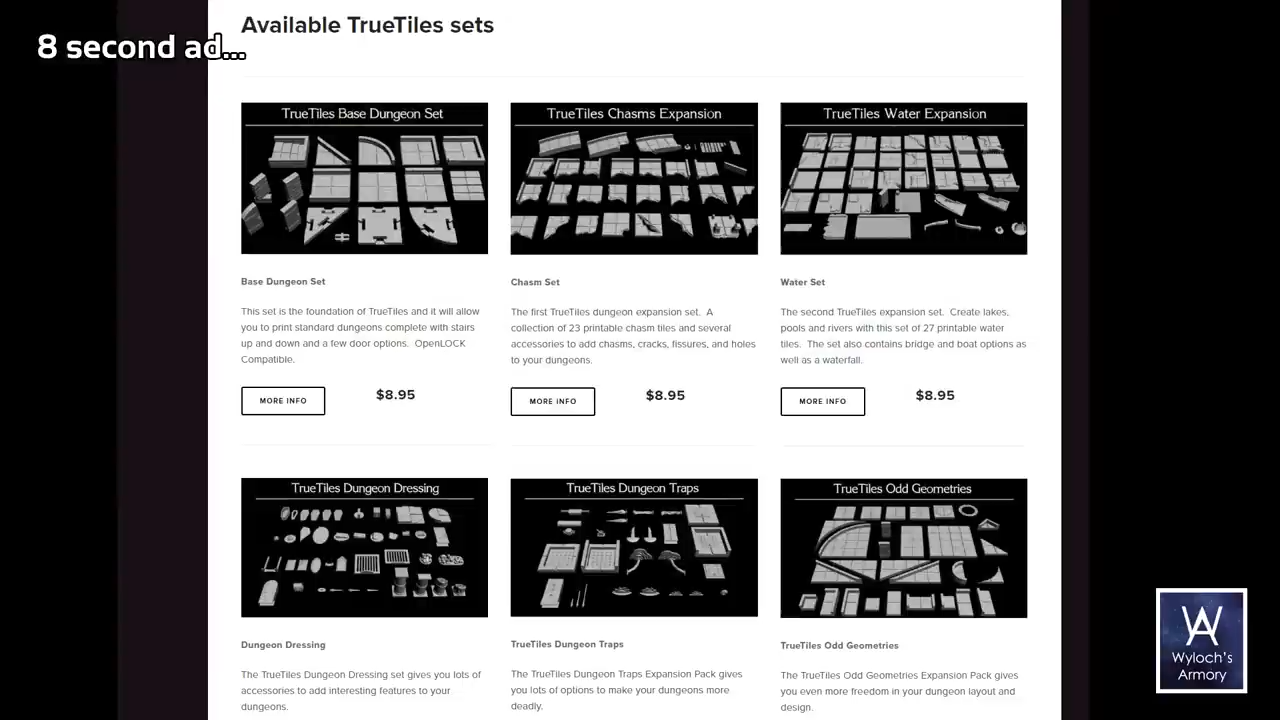 Available TrueTiles sets
8 second ad...
TrueTiles Base Dungeon Set
TrueTiles Chasms Expansion
TrueTiles Water Expansion
Base Dungeon Set
This set is the foundation of TrueTiles and it will allow
you to print standard dungeons complete with stairs
up and down and a few door options.  OpenLOCK
Compatible.
MORE INFO
$8.95
Chasm Set
The first TrueTiles dungeon expansion set.  A
collection of 23 printable chasm tiles and several
accessories to add chasms, cracks, fissures, and holes
to your dungeons.
MORE INFO
$8.95
Water Set
The second TrueTiles expansion set.  Create lakes,
pools and rivers with this set of 27 printable water
tiles.  The set also contains bridge and boat options as
well as a waterfall.
MORE INFO
$8.95
TrueTiles Dungeon Dressing
TrueTiles Dungeon Traps
TrueTiles Odd Geometries
Dungeon Dressing
The TrueTiles Dungeon Dressing set gives you lots of
accessories to add interesting features to your
dungeons.
TrueTiles Dungeon Traps
The TrueTiles Dungeon Traps Expansion Pack gives
you lots of options to make your dungeons more
deadly.
TrueTiles Odd Geometries
The TrueTiles Odd Geometries Expansion Pack gives
you even more freedom in your dungeon layout and
design.
WA
Wyloch's
Armory